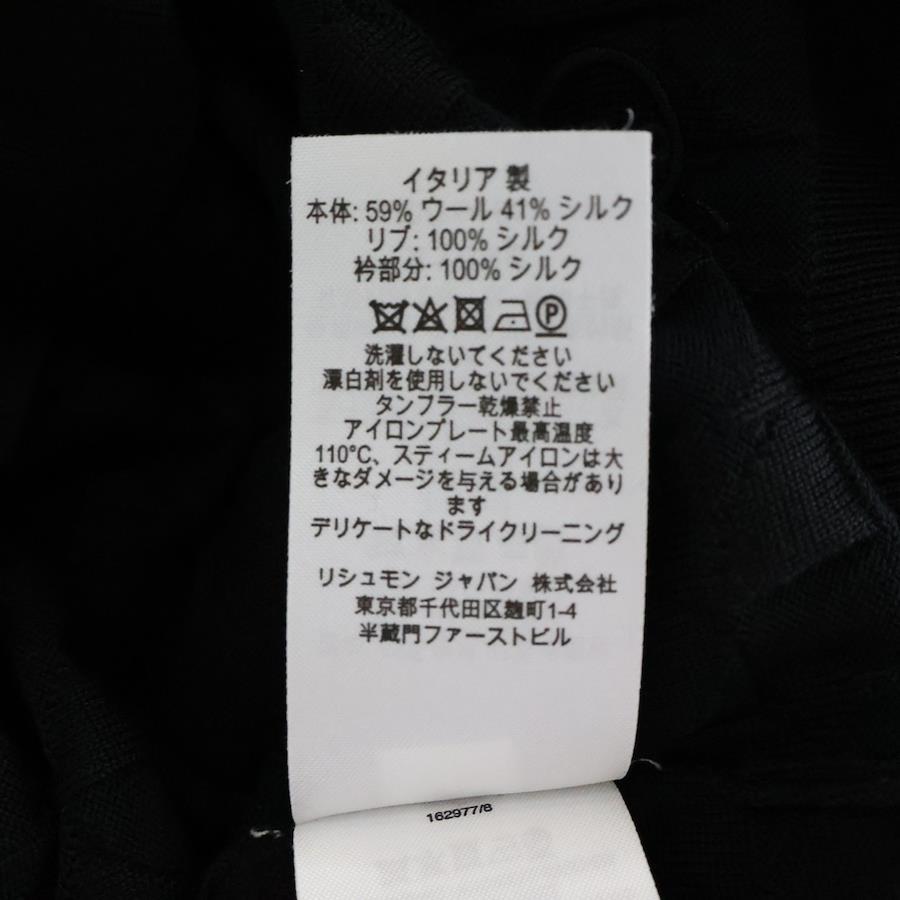 イタリア 製
本体: 59% ウール 41% シルク
リブ: 100% シルク
衿部分: 100% シルク
P
洗濯しないてください
漂白剤を使用しないでください
タンブラー乾燥禁止
アイロンプレート最高温度
110°C、スティームアイロンは大
きなダメージを与える場合があり
ます
デリケートなドライクリーニング
リシュモン ジャパン 株式会社
東京都千代田区麹町1-4
半蔵門ファーストビル
162977/8